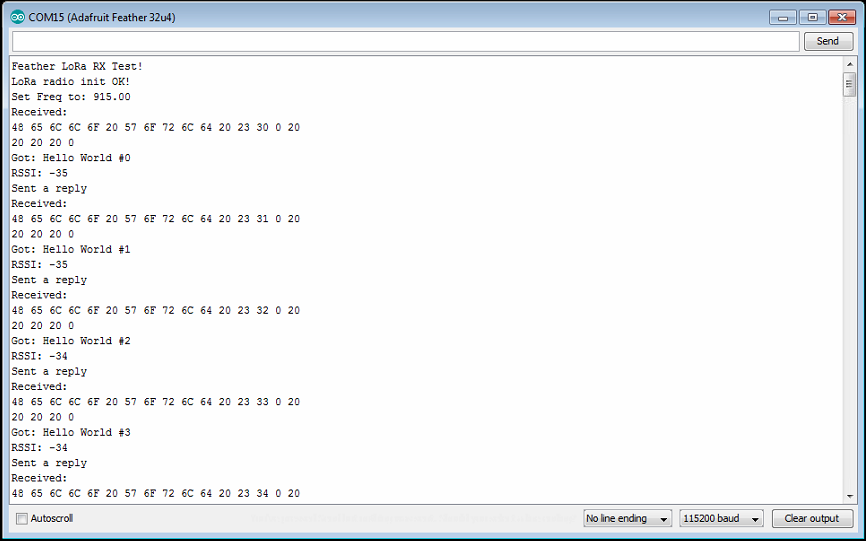 COM15 (Adafruit Feather 32u4)
Send
Feather LoRa RX Test!
LoRa radio init OK!
Set Freq to: 915.00
Received:
48 65 6C 6C 6F 20 57 6F 72 6C 64 20 23 30 0 20
20 20 20 0
Got: Hello World #0
RSSI: -35
Sent a reply
Received:
48 65 6C 6C 6F 20 57 6F 72 6C 64 20 23 31 0 20
20 20 20 0
Got: Hello World #1
RSSI: -35
Sent a reply
Received:
48 65 6C 6C 6F 20 57 6F 72 6C 64 20 23 32 0 20
20 20 20 0
Got: Hello World #2
RSSI: -34
Sent a reply
Received:
48 65 6C 6C 6F 20 57 6F 72 6C 64 20 23 33 0 20
20 20 20 0
Got: Hello World #3
RSSI: -34
Sent a reply
Received:
48 65 6C 6C 6F 20 57 6F 72 6C 64 20 23 34 0 20
Autoscroll
No line ending
115200 baud
Clear output